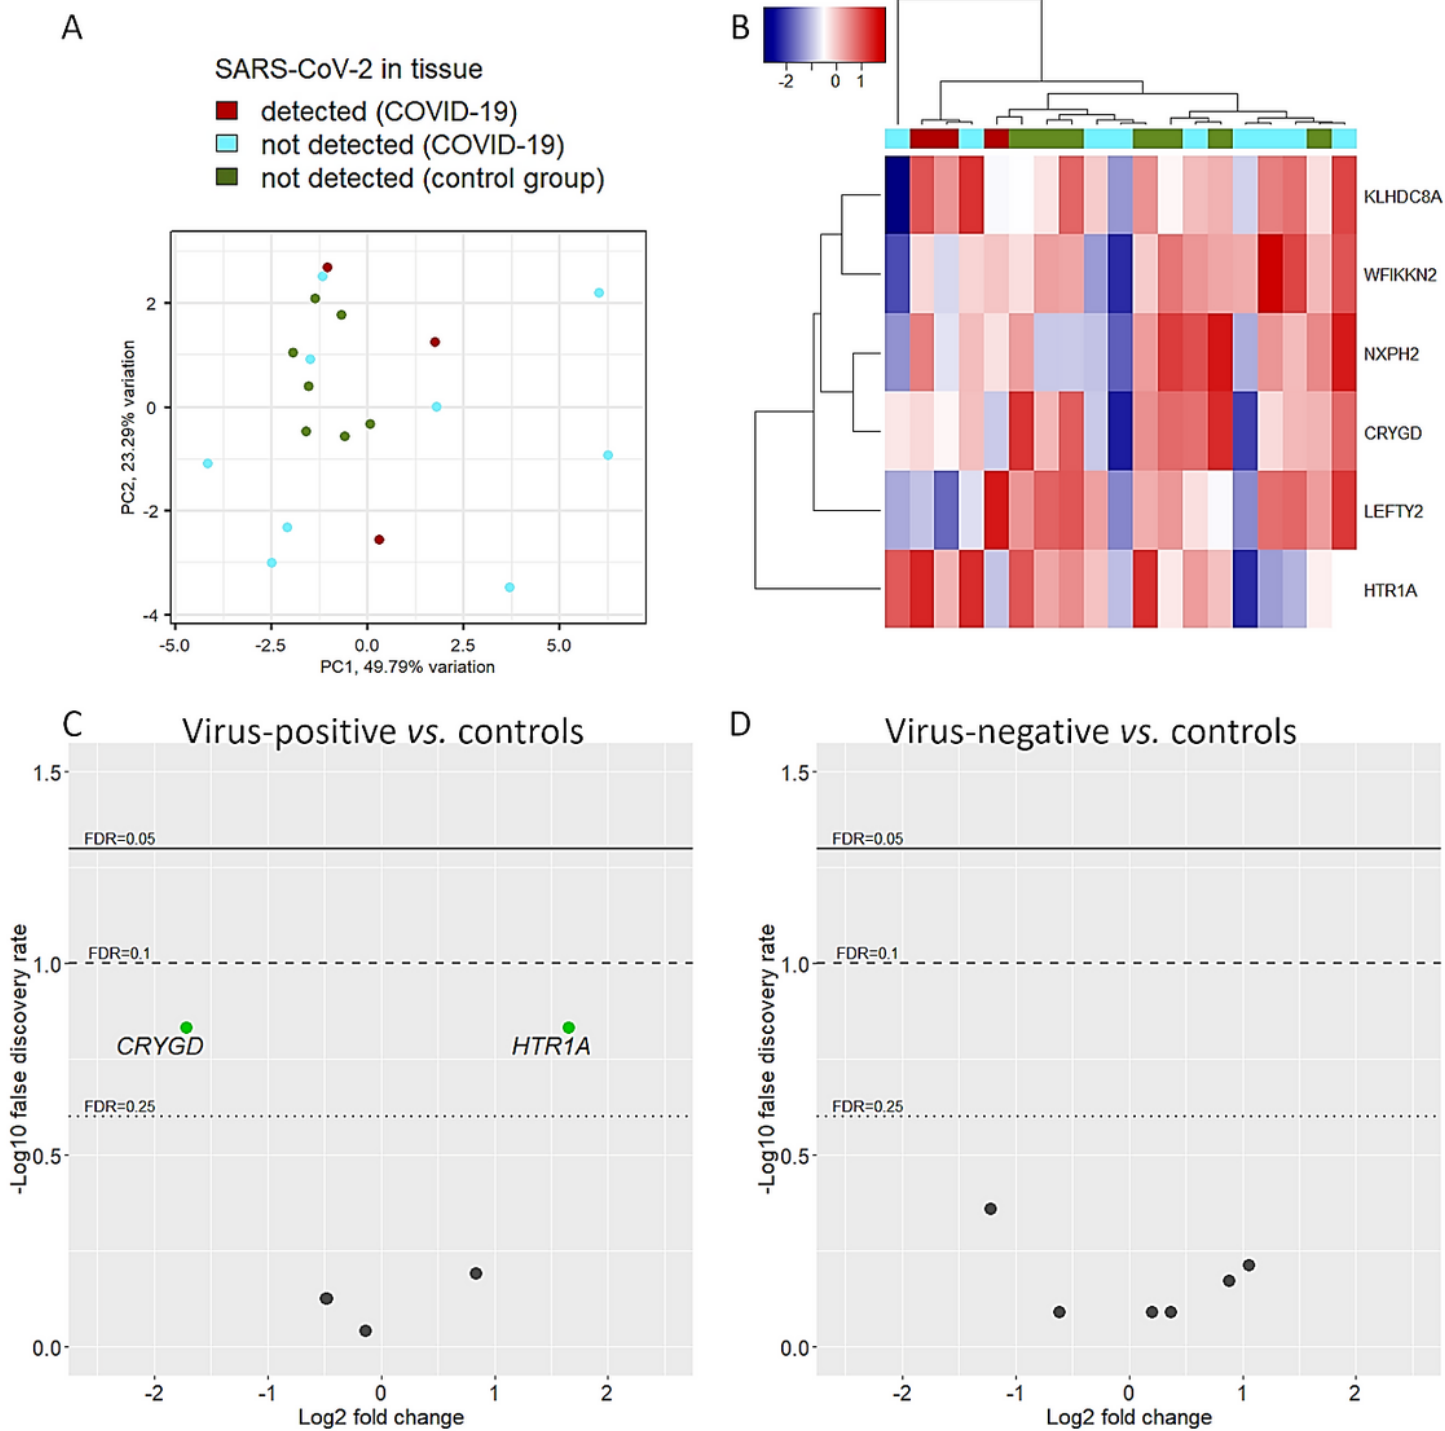 A
SARS-CoV-2 in tissue
detected (COVID-19)
not detected (COVID-19)
not detected (control group)
PC2, 23.29% variation
2
0
-2
-4
-5.0
-2.5
0.0
2.5
5.0
PC1, 49.79% variation
B
-2
0
1
KLHDC8A
WFIKKN2
NXPH2
CRYGD
LEFTY2
HTR1A
C
Virus-positive vs. controls
-Log10 false discovery rate
1.5
FDR=0.05
FDR=0.1
1.0
CRYGD
HTR1A
FDR=0.25
0.5
0.0
-2
-1
0
1
2
Log2 fold change
D
Virus-negative vs. controls
-Log10 false discovery rate
1.5
FDR=0.05
FDR=0.1
1.0
FDR=0.25
0.5
0.0
-2
-1
0
1
2
Log2 fold change